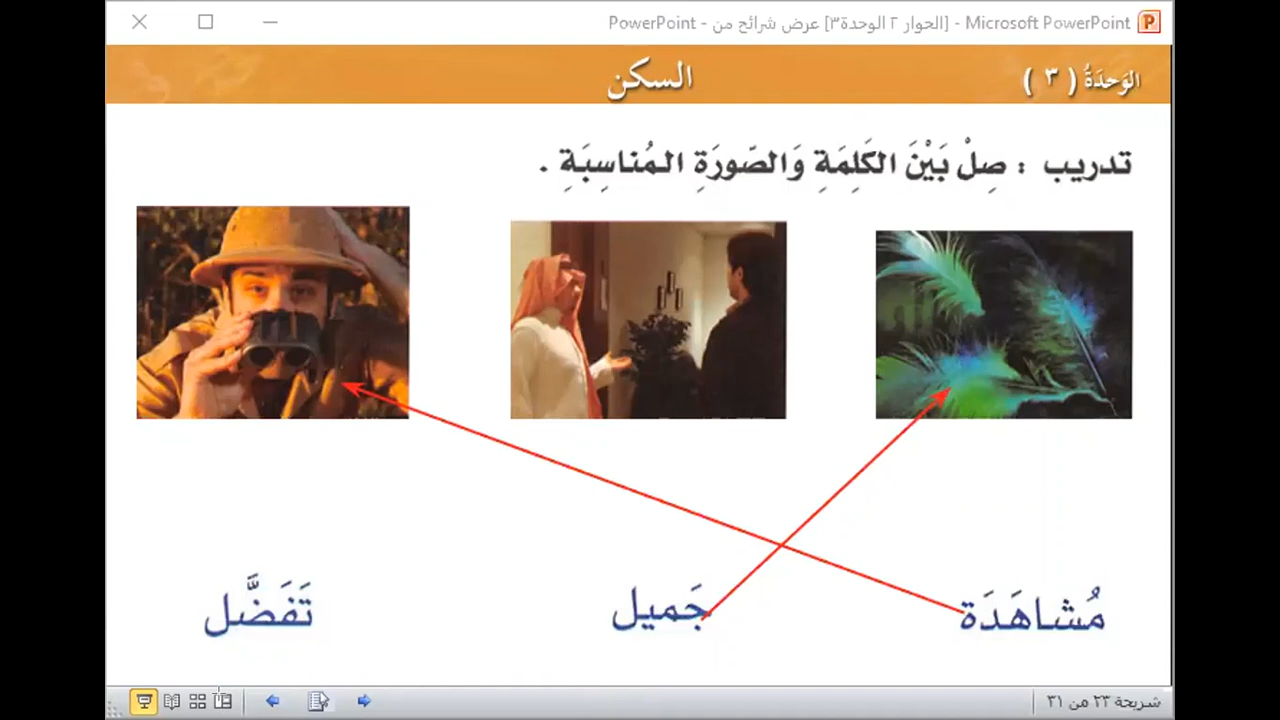 [الحوار ٢ الوحدة٣] عرض شرائح من PowerPoint - Microsoft PowerPoint
الوَحدَةُ ( ٣ )
السكن
تدريب : صِلْ بَيْنَ الكَلِمَةِ وَالصّورَةِ المُناسِبَةِ .
مُشاهَدَة
جَميل
تَفَضَّل
شريحة ٢٣ من ٣١